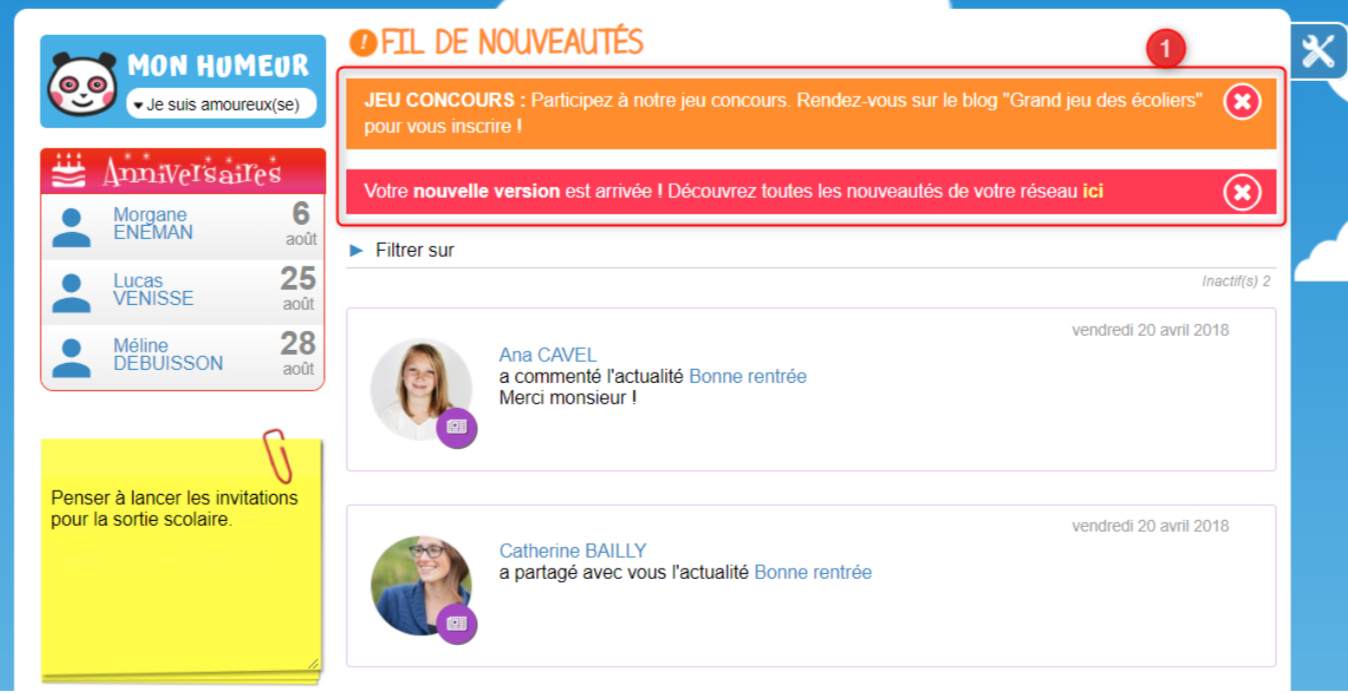 MON HUMEUR
Je suis amoureux(se)
Anniversaires
Morgane
ENEMAN
6
août
Lucas
VENISSE
25
août
Méline
DEBUISSON
28
août
Penser à lancer les invitations
pour la sortie scolaire.
FIL DE NOUVEAUTÉS
1
JEU CONCOURS : Participez à notre jeu concours. Rendez-vous sur le blog "Grand jeu des écoliers"
pour vous inscrire !
Votre nouvelle version est arrivée ! Découvrez toutes les nouveautés de votre réseau ici
Filtrer sur
Inactif(s) 2
vendredi 20 avril 2018
Ana CAVEL
a commenté l'actualité Bonne rentrée
Merci monsieur !
vendredi 20 avril 2018
Catherine BAILLY
a partagé avec vous l'actualité Bonne rentrée